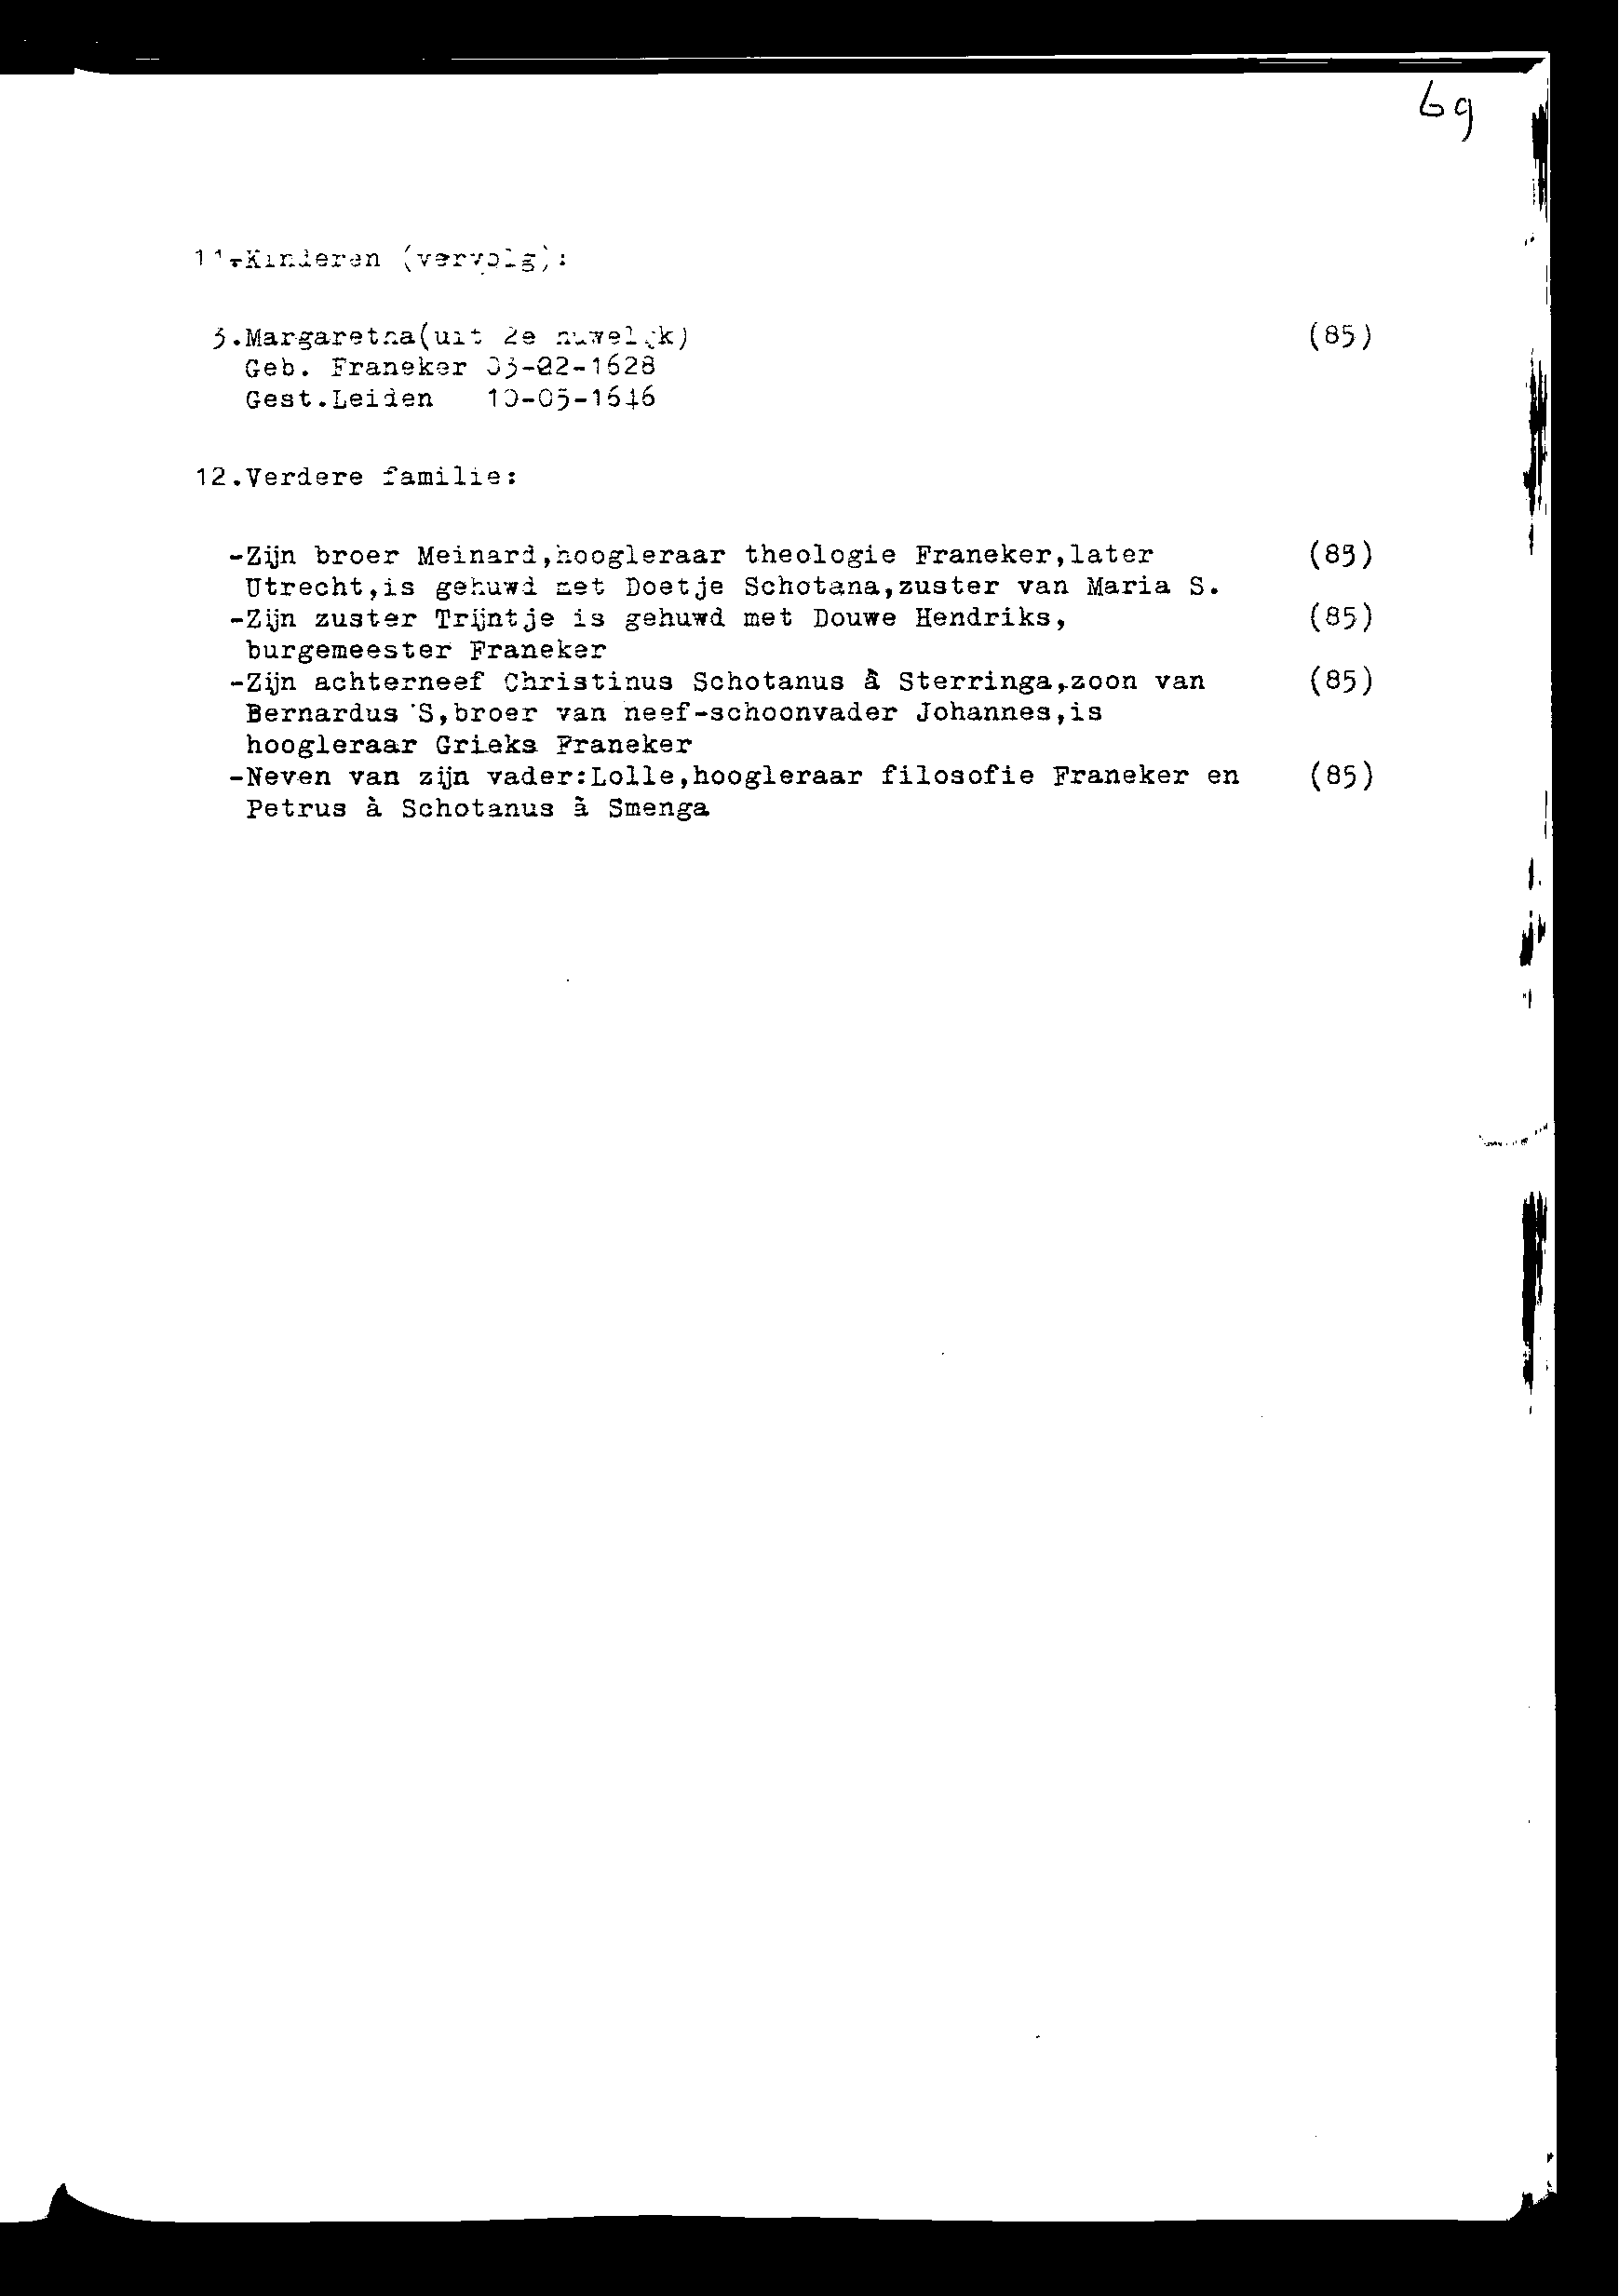 69
11.Kinderen (vervolg):
3.Margaretha(uit 2e huwelijk) (85)
Geb. Franeker 03-02-1628
Gest.Leiden 10-05-1646
12.Verdere familie:
-Zijn broer Meinard,hoogleraar theologie Franeker,later (85)
Utrecht,is gehuwd met Doetje Schotana,zuster van Maria S.
-Zijn zuster Trijntje is gehuwd met Douwe Hendriks, (85)
burgemeester Franeker
-Zijn achterneef Christinus Schotanus à Sterringa,zoon van (85)
Bernardus S,broer van neef-schoonvader Johannes,is
hoogleraar Grieks Franeker
-Neven van zijn vader:Lolle,hoogleraar filosofie Franeker en (85)
Petrus à Schotanus à Smenga